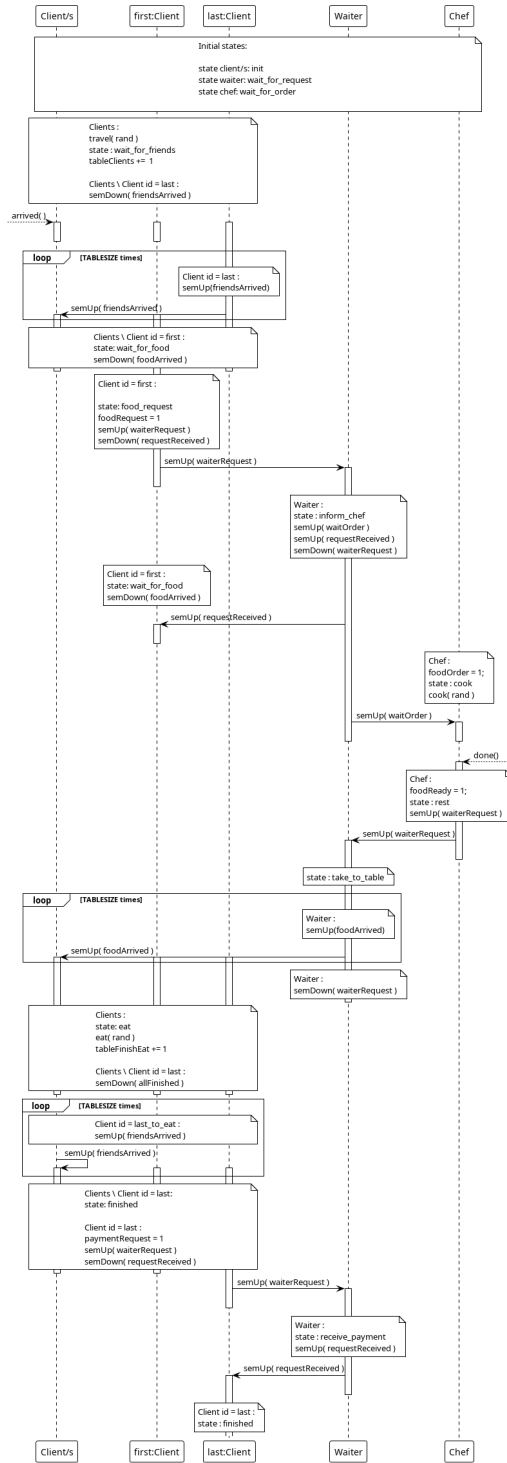 Client/s
first:Client
last:Client
Waiter
Chef
Initial states:
state client/s: init
state waiter: wait_for_request
state chef: wait_for_order
Clients :
travel( rand )
state : wait_for_friends
tableClients += 1
Clients \ Client id = last :
semDown( friendsArrived )
arrived( )
loop
[TABLESIZE times]
Client id = last :
semUp(friendsArrived)
semUp( friendsArrived )
Clients \ Client id = first :
state: wait_for_food
semDown( foodArrived )
Client id = first :
state: food_request
foodRequest = 1
semUp( waiterRequest )
semDown( requestReceived )
semUp( waiterRequest )
Waiter :
state : inform_chef
semUp( waitOrder )
semUp( requestReceived )
semDown( waiterRequest )
Client id = first :
state: wait_for_food
semDown( foodArrived )
semUp( requestReceived )
Chef :
foodOrder = 1;
state : cook
cook( rand )
semUp( waitOrder )
done()
Chef :
foodReady = 1;
state : rest
semUp( waiterRequest )
semUp( waiterRequest )
state : take_to_table
loop
[TABLESIZE times]
Waiter :
semUp(foodArrived)
semUp( foodArrived )
Waiter :
semDown( waiterRequest )
Clients :
state: eat
eat( rand )
tableFinishEat += 1
Clients \ Client id = last :
semDown( allFinished )
loop
[TABLESIZE times]
Client id = last_to_eat :
semUp( friendsArrived )
semUp( friendsArrived )
Clients \ Client id = last:
state: finished
Client id = last :
paymentRequest = 1
semUp( waiterRequest )
semDown( requestReceived )
semUp( waiterRequest )
Waiter :
state : receive_payment
semUp( requestReceived )
semUp( requestReceived )
Client id = last :
state : finished
Client/s
first:Client
last:Client
Waiter
Chef